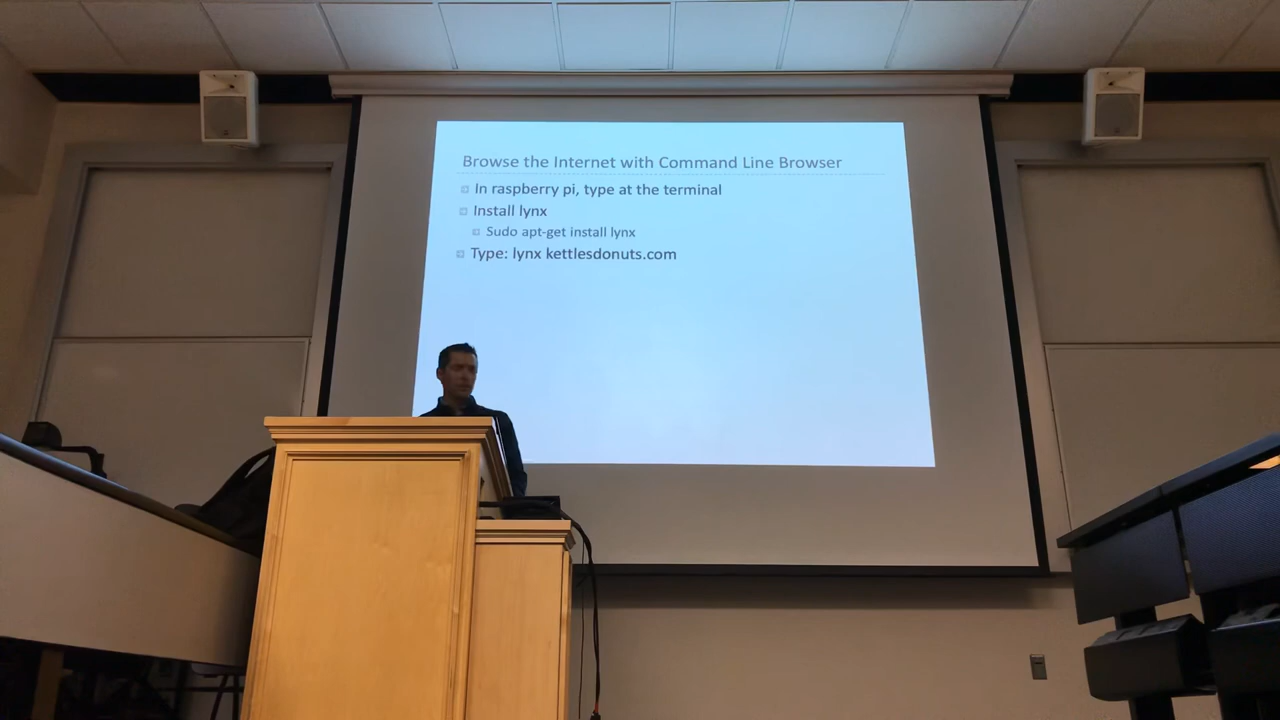 Browse the Internet with Command Line Browser
In raspberry pi, type at the terminal
Install lynx
Sudo apt-get install lynx
Type: lynx kettlesdonuts.com